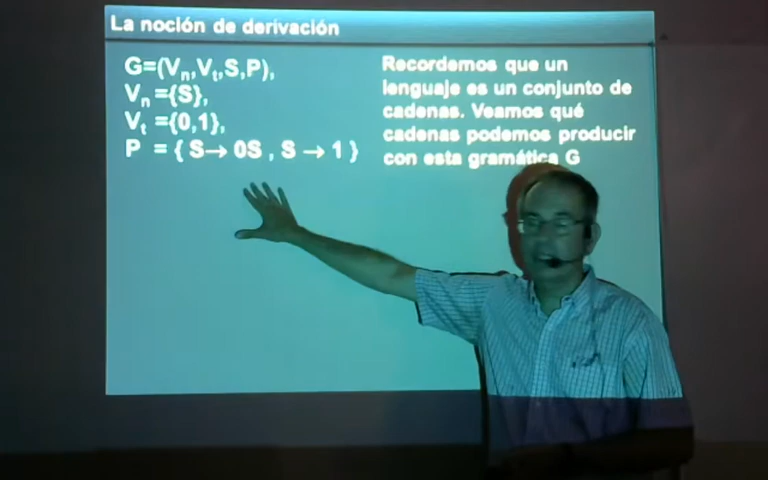 La noción de derivación
G=(Vn,Vt,S,P),
Vn ={S},
Vt ={0,1},
P = { S→ 0S , S → 1 }
Recordemos que un
lenguaje es un conjunto de
cadenas. Veamos qué
cadenas podemos producir
con esta gramática G